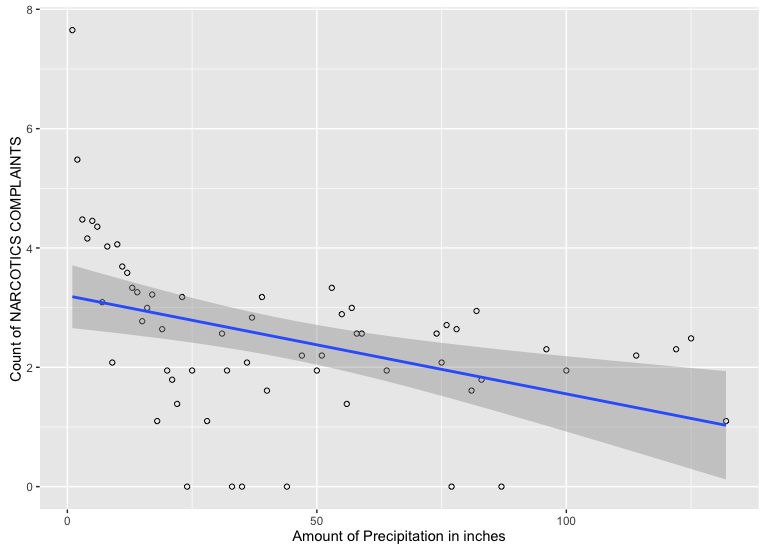 Count of NARCOTICS COMPLAINTS
8
6
4
2
0
0 50 100
Amount of Precipitation in inches